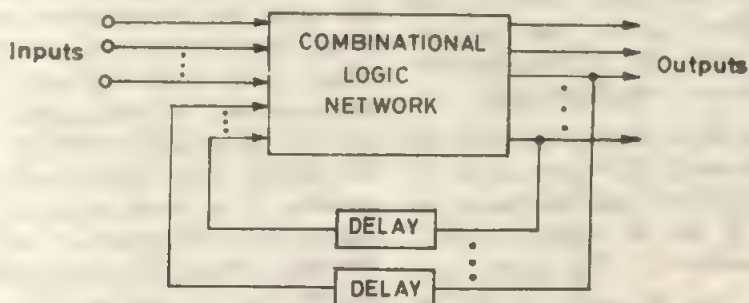 Inputs
COMBINATIONAL
LOGIC
NETWORK
Outputs
DELAY
DELAY